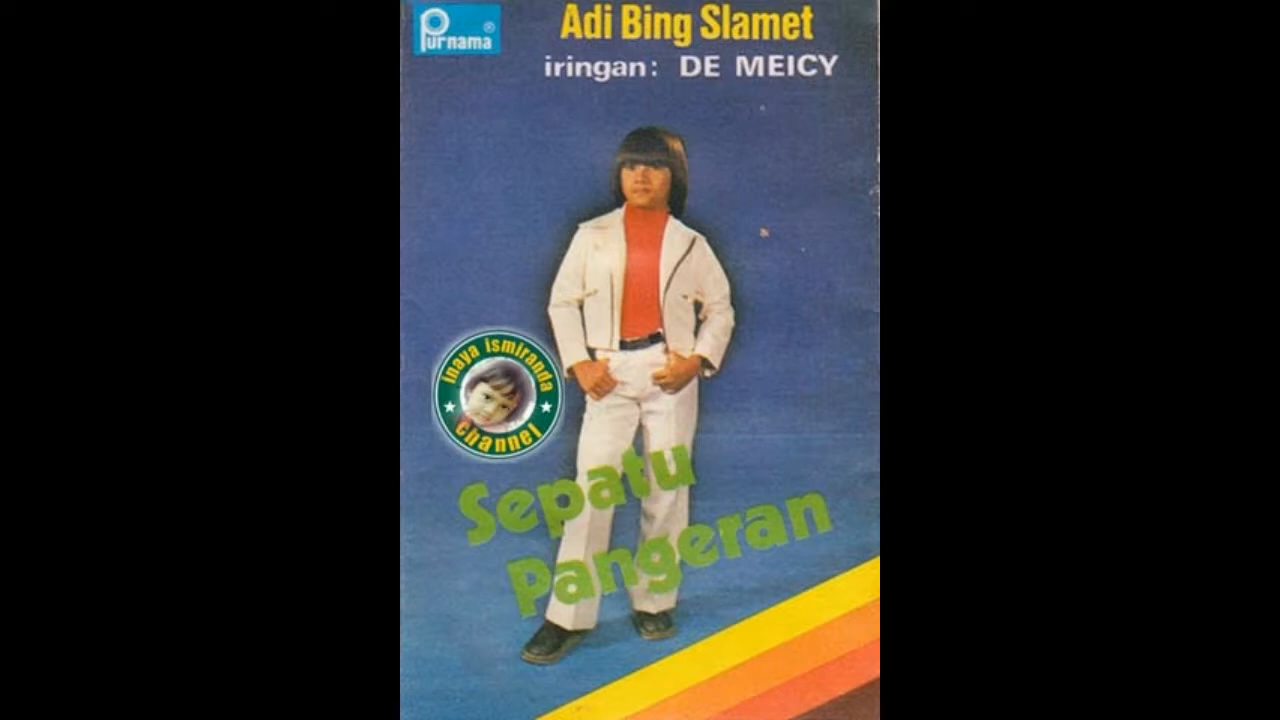 Purnama ®
Adi Bing Slamet
iringan: DE MEICY
inaya ismiranda
channel
Sepatu
Pangeran